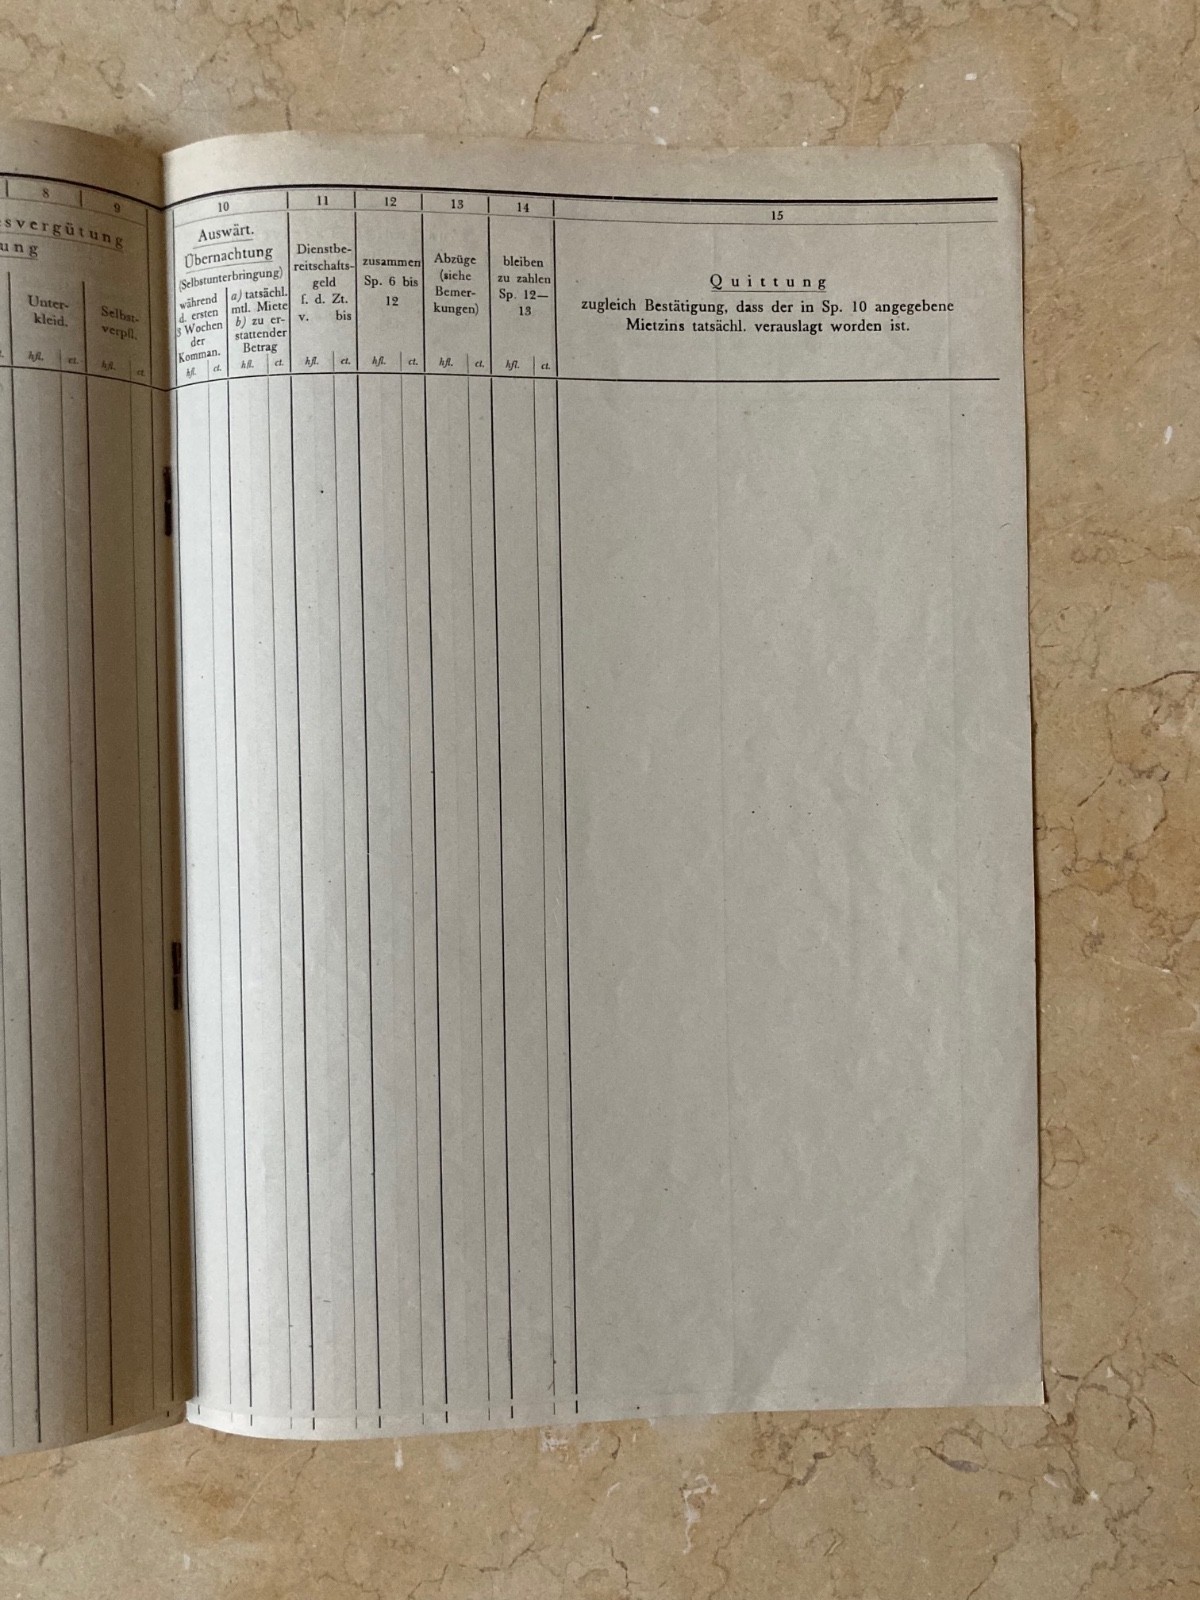 8
9
svergütung
ung
Unter-
kleid.
Selbst-
verpfl.
hfl. ct.
hfl. ct.
10
Auswärt.
Übernachtung
(Selbstunterbringung)
während
d. ersten
3 Wochen
der
Komman.
a) tatsächl.
mtl. Miete
b) zu er-
stattender
Betrag
hfl. ct.
hfl. ct.
11
Dienstbe-
reitschafts-
geld
f. d. Zt.
v. bis
hfl. ct.
12
zusammen
Sp. 6 bis
12
hfl. ct.
13
Abzüge
(siehe
Bemer-
kungen)
hfl. ct.
14
bleiben
zu zahlen
Sp. 12—
13
hfl. ct.
15
Quittung
zugleich Bestätigung, dass der in Sp. 10 angegebene
Mietzins tatsächl. verauslagt worden ist.